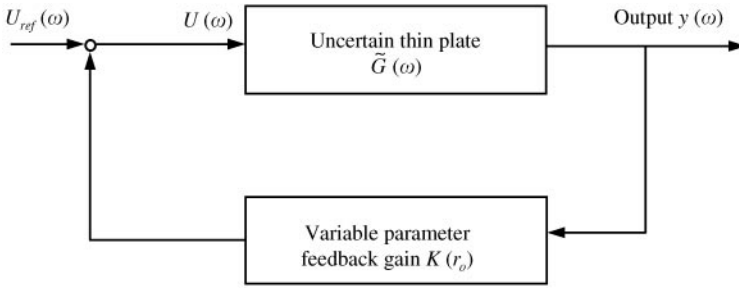 U_ref (ω)
U (ω)
Uncertain thin plate
G̃ (ω)
Output y (ω)
Variable parameter
feedback gain K (r_o)